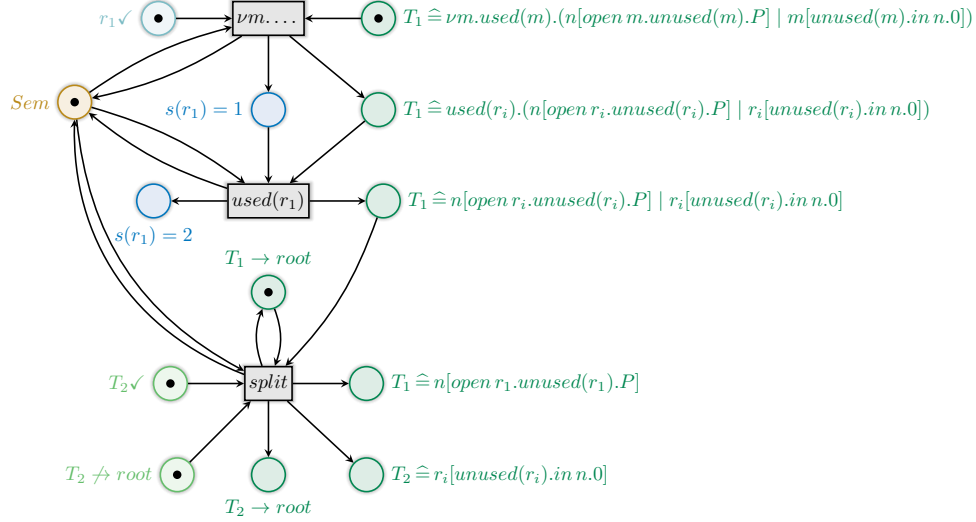 r₁✓ νm.... T₁ ≙ νm.used(m).(n[open m.unused(m).P] | m[unused(m).in n.0])
Sem s(r₁) = 1 T₁ ≙ used(rᵢ).(n[open rᵢ.unused(rᵢ).P] | rᵢ[unused(rᵢ).in n.0])
used(r₁) T₁ ≙ n[open rᵢ.unused(rᵢ).P] | rᵢ[unused(rᵢ).in n.0]
s(r₁) = 2
T₁ → root
T₂✓ split T₁ ≙ n[open r₁.unused(r₁).P]
T₂ ↛ root T₂ ≙ rᵢ[unused(rᵢ).in n.0]
T₂ → root